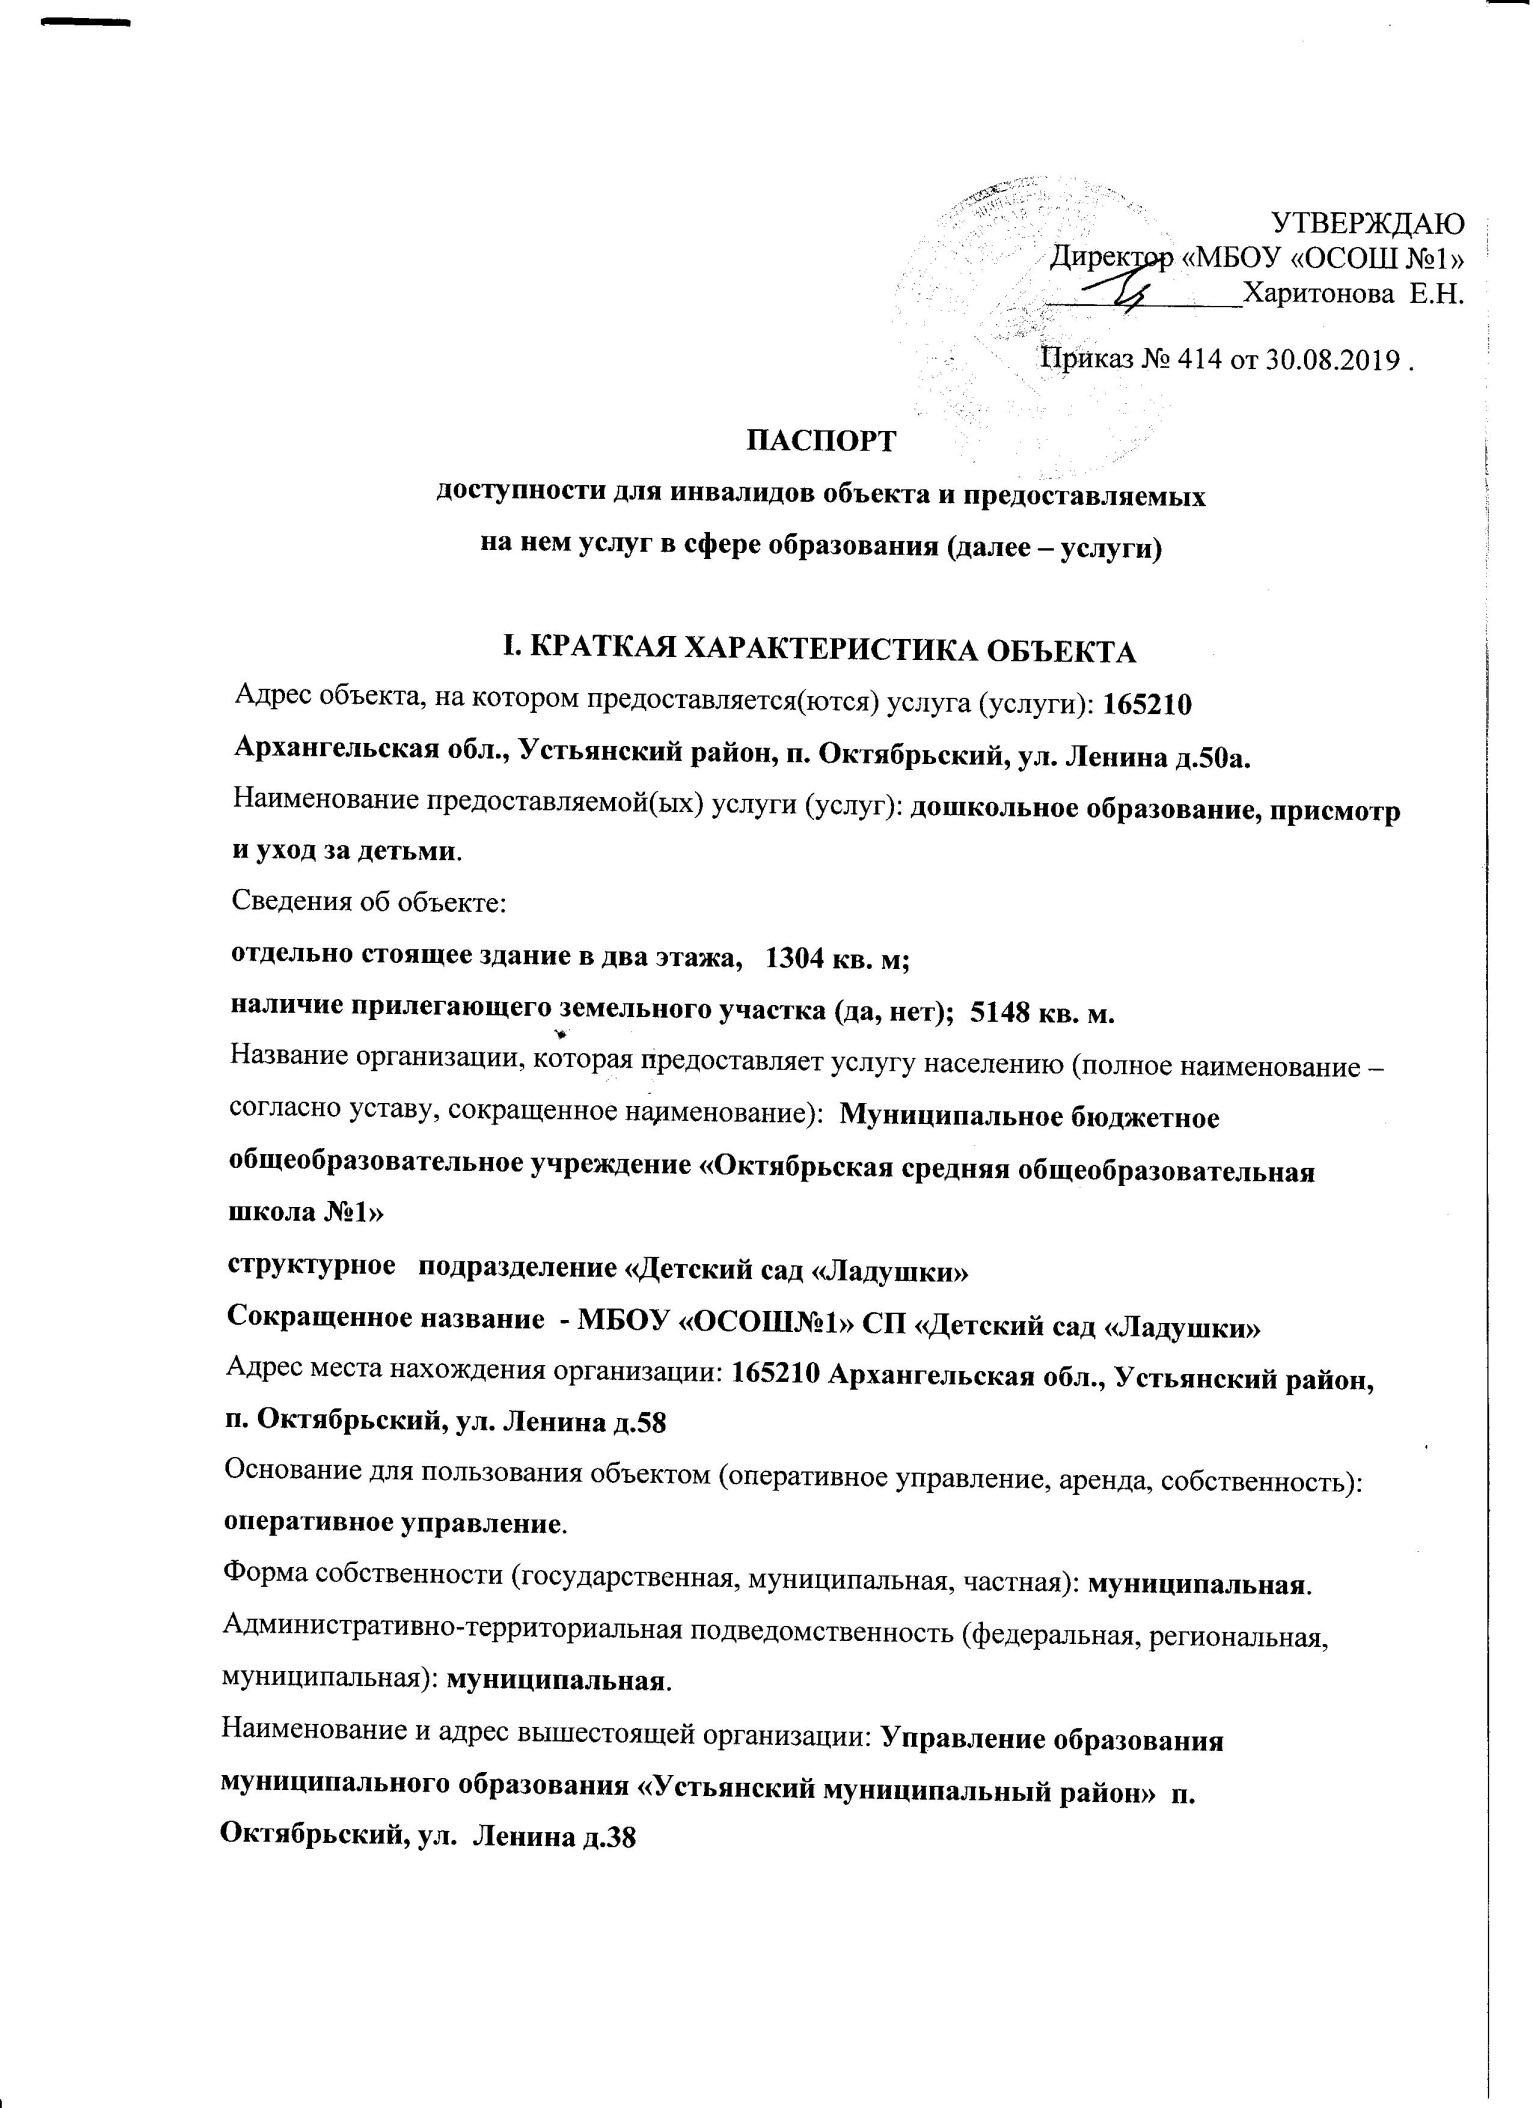 УТВЕРЖДАЮ
Директор «МБОУ «ОСОШ №1»
____________Харитонова Е.Н.
Приказ № 414 от 30.08.2019 .
ПАСПОРТ
доступности для инвалидов объекта и предоставляемых
на нем услуг в сфере образования (далее – услуги)
I. КРАТКАЯ ХАРАКТЕРИСТИКА ОБЪЕКТА
Адрес объекта, на котором предоставляется(ются) услуга (услуги): 165210
Архангельская обл., Устьянский район, п. Октябрьский, ул. Ленина д.50а.
Наименование предоставляемой(ых) услуги (услуг): дошкольное образование, присмотр
и уход за детьми.
Сведения об объекте:
отдельно стоящее здание в два этажа, 1304 кв. м;
наличие прилегающего земельного участка (да, нет); 5148 кв. м.
Название организации, которая предоставляет услугу населению (полное наименование –
согласно уставу, сокращенное наименование): Муниципальное бюджетное
общеобразовательное учреждение «Октябрьская средняя общеобразовательная
школа №1»
структурное подразделение «Детский сад «Ладушки»
Сокращенное название - МБОУ «ОСОШ№1» СП «Детский сад «Ладушки»
Адрес места нахождения организации: 165210 Архангельская обл., Устьянский район,
п. Октябрьский, ул. Ленина д.58
Основание для пользования объектом (оперативное управление, аренда, собственность):
оперативное управление.
Форма собственности (государственная, муниципальная, частная): муниципальная.
Административно-территориальная подведомственность (федеральная, региональная,
муниципальная): муниципальная.
Наименование и адрес вышестоящей организации: Управление образования
муниципального образования «Устьянский муниципальный район» п.
Октябрьский, ул. Ленина д.38